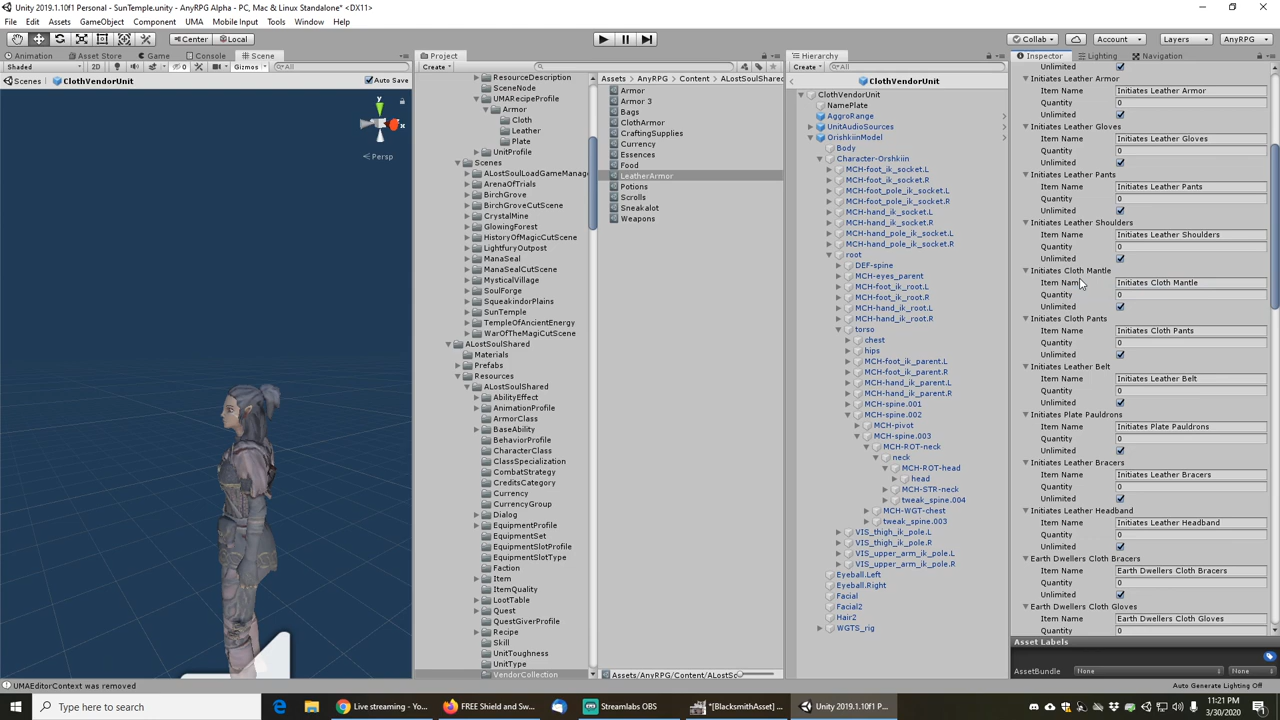 Unity 2019.1.10f1 Personal - SunTemple.unity - AnyRPG Alpha - PC, Mac & Linux Standalone* <DX11>
File Edit Assets GameObject Component UMA Mobile Input Tools Window Help
Center Local Collab Account Layers AnyRPG
Animation Asset Store Game Console Scene Project Hierarchy Inspector Lighting Navigation
Shaded 2D 0 Gizmos All Create Create All
Scenes ClothVendorUnit Auto Save
y
x
Persp
ResourceDescription
SceneNode
UMARecipeProfile
Armor
Cloth
Leather
Plate
UnitProfile
Scenes
ALostSoulLoadGameManage
ArenaOfTrials
BirchGrove
BirchGroveCutScene
CrystalMine
GlowingForest
HistoryOfMagicCutScene
LightfuryOutpost
ManaSeal
ManaSealCutScene
MysticalVillage
SoulForge
SqueakindorPlains
SunTemple
TempleOfAncientEnergy
WarOfTheMagiCutScene
ALostSoulShared
Materials
Prefabs
Resources
ALostSoulShared
AbilityEffect
AnimationProfile
ArmorClass
BaseAbility
BehaviorProfile
CharacterClass
ClassSpecialization
CombatStrategy
CreditsCategory
Currency
CurrencyGroup
Dialog
EquipmentProfile
EquipmentSet
EquipmentSlotProfile
EquipmentSlotType
Faction
Item
ItemQuality
LootTable
Quest
QuestGiverProfile
Recipe
Skill
UnitToughness
UnitType
VendorCollection
Assets AnyRPG Content ALostSoulShared
Armor
Armor 3
Bags
ClothArmor
CraftingSupplies
Currency
Essences
Food
LeatherArmor
Potions
Scrolls
Sneakalot
Weapons
Assets/AnyRPG/Content/ALostSo
ClothVendorUnit
ClothVendorUnit
NamePlate
AggroRange
UnitAudioSources
OrishkiinModel
Body
Character-Orshkiin
MCH-foot_ik_socket.L
MCH-foot_ik_socket.R
MCH-foot_pole_ik_socket.L
MCH-foot_pole_ik_socket.R
MCH-hand_ik_socket.L
MCH-hand_ik_socket.R
MCH-hand_pole_ik_socket.L
MCH-hand_pole_ik_socket.R
root
DEF-spine
MCH-eyes_parent
MCH-foot_ik_root.L
MCH-foot_ik_root.R
MCH-hand_ik_root.L
MCH-hand_ik_root.R
torso
chest
hips
MCH-foot_ik_parent.L
MCH-foot_ik_parent.R
MCH-hand_ik_parent.L
MCH-hand_ik_parent.R
MCH-spine.001
MCH-spine.002
MCH-pivot
MCH-spine.003
MCH-ROT-neck
neck
MCH-ROT-head
head
MCH-STR-neck
tweak_spine.004
MCH-WGT-chest
tweak_spine.003
VIS_thigh_ik_pole.L
VIS_thigh_ik_pole.R
VIS_upper_arm_ik_pole.L
VIS_upper_arm_ik_pole.R
Eyeball.Left
Eyeball.Right
Facial
Facial2
Hair2
WGTS_rig
Unlimited
Initiates Leather Armor
Item Name Initiates Leather Armor
Quantity 0
Unlimited
Initiates Leather Gloves
Item Name Initiates Leather Gloves
Quantity 0
Unlimited
Initiates Leather Pants
Item Name Initiates Leather Pants
Quantity 0
Unlimited
Initiates Leather Shoulders
Item Name Initiates Leather Shoulders
Quantity 0
Unlimited
Initiates Cloth Mantle
Item Name Initiates Cloth Mantle
Quantity 0
Unlimited
Initiates Cloth Pants
Item Name Initiates Cloth Pants
Quantity 0
Unlimited
Initiates Leather Belt
Item Name Initiates Leather Belt
Quantity 0
Unlimited
Initiates Plate Pauldrons
Item Name Initiates Plate Pauldrons
Quantity 0
Unlimited
Initiates Leather Bracers
Item Name Initiates Leather Bracers
Quantity 0
Unlimited
Initiates Leather Headband
Item Name Initiates Leather Headband
Quantity 0
Unlimited
Earth Dwellers Cloth Bracers
Item Name Earth Dwellers Cloth Bracers
Quantity 0
Unlimited
Earth Dwellers Cloth Gloves
Item Name Earth Dwellers Cloth Gloves
Quantity 0
Asset Labels
AssetBundle None None
UMAEditorContext was removed
Auto Generate Lighting Off
Type here to search
Live streaming - Yo...
FREE Shield and Sw...
Streamlabs OBS
*[BlacksmithAsset] ...
Unity 2019.1.10f1 P...
11:21 PM
3/30/2020